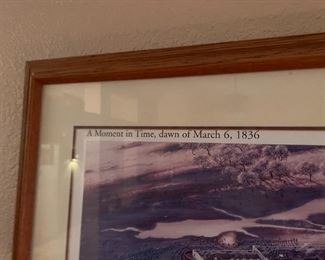 A Moment in Time, dawn of March 6, 1836